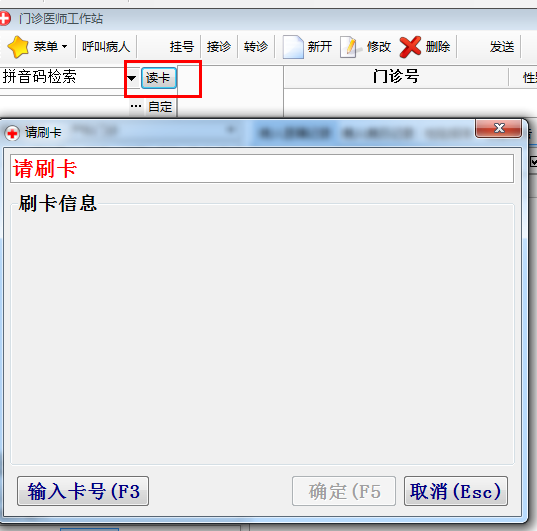 门诊医师工作站
菜单 呼叫病人 挂号 接诊 转诊 新开 修改 删除 发送
拼音码检索 读卡 门诊号
... 自定
请刷卡
请刷卡
刷卡信息
输入卡号(F3 确定(F5 取消(Esc)